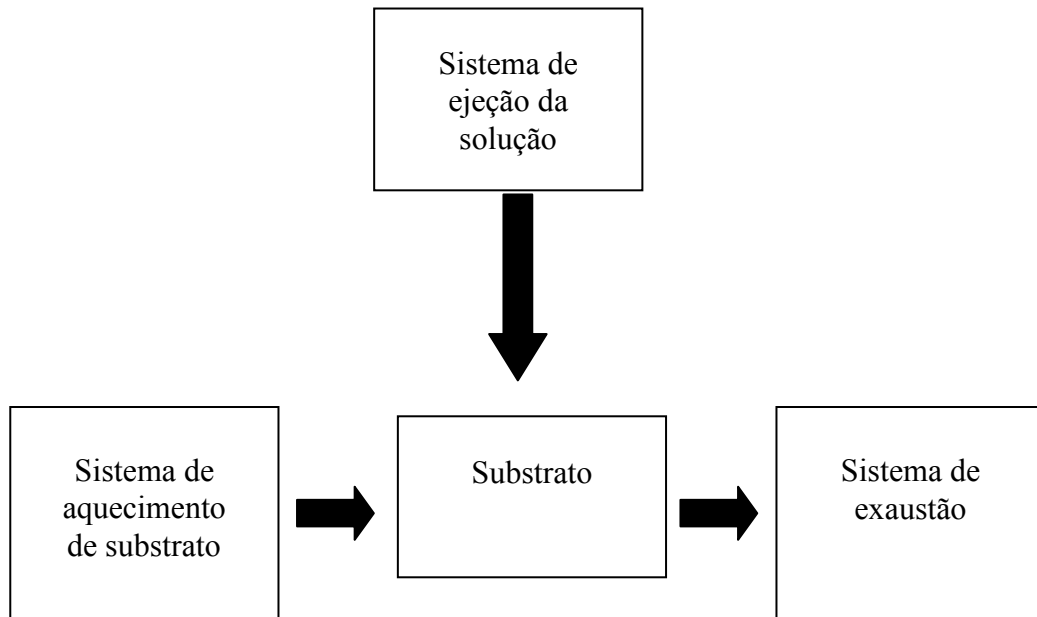 Sistema de
ejeção da
solução
Sistema de
aquecimento
de substrato
Substrato
Sistema de
exaustão